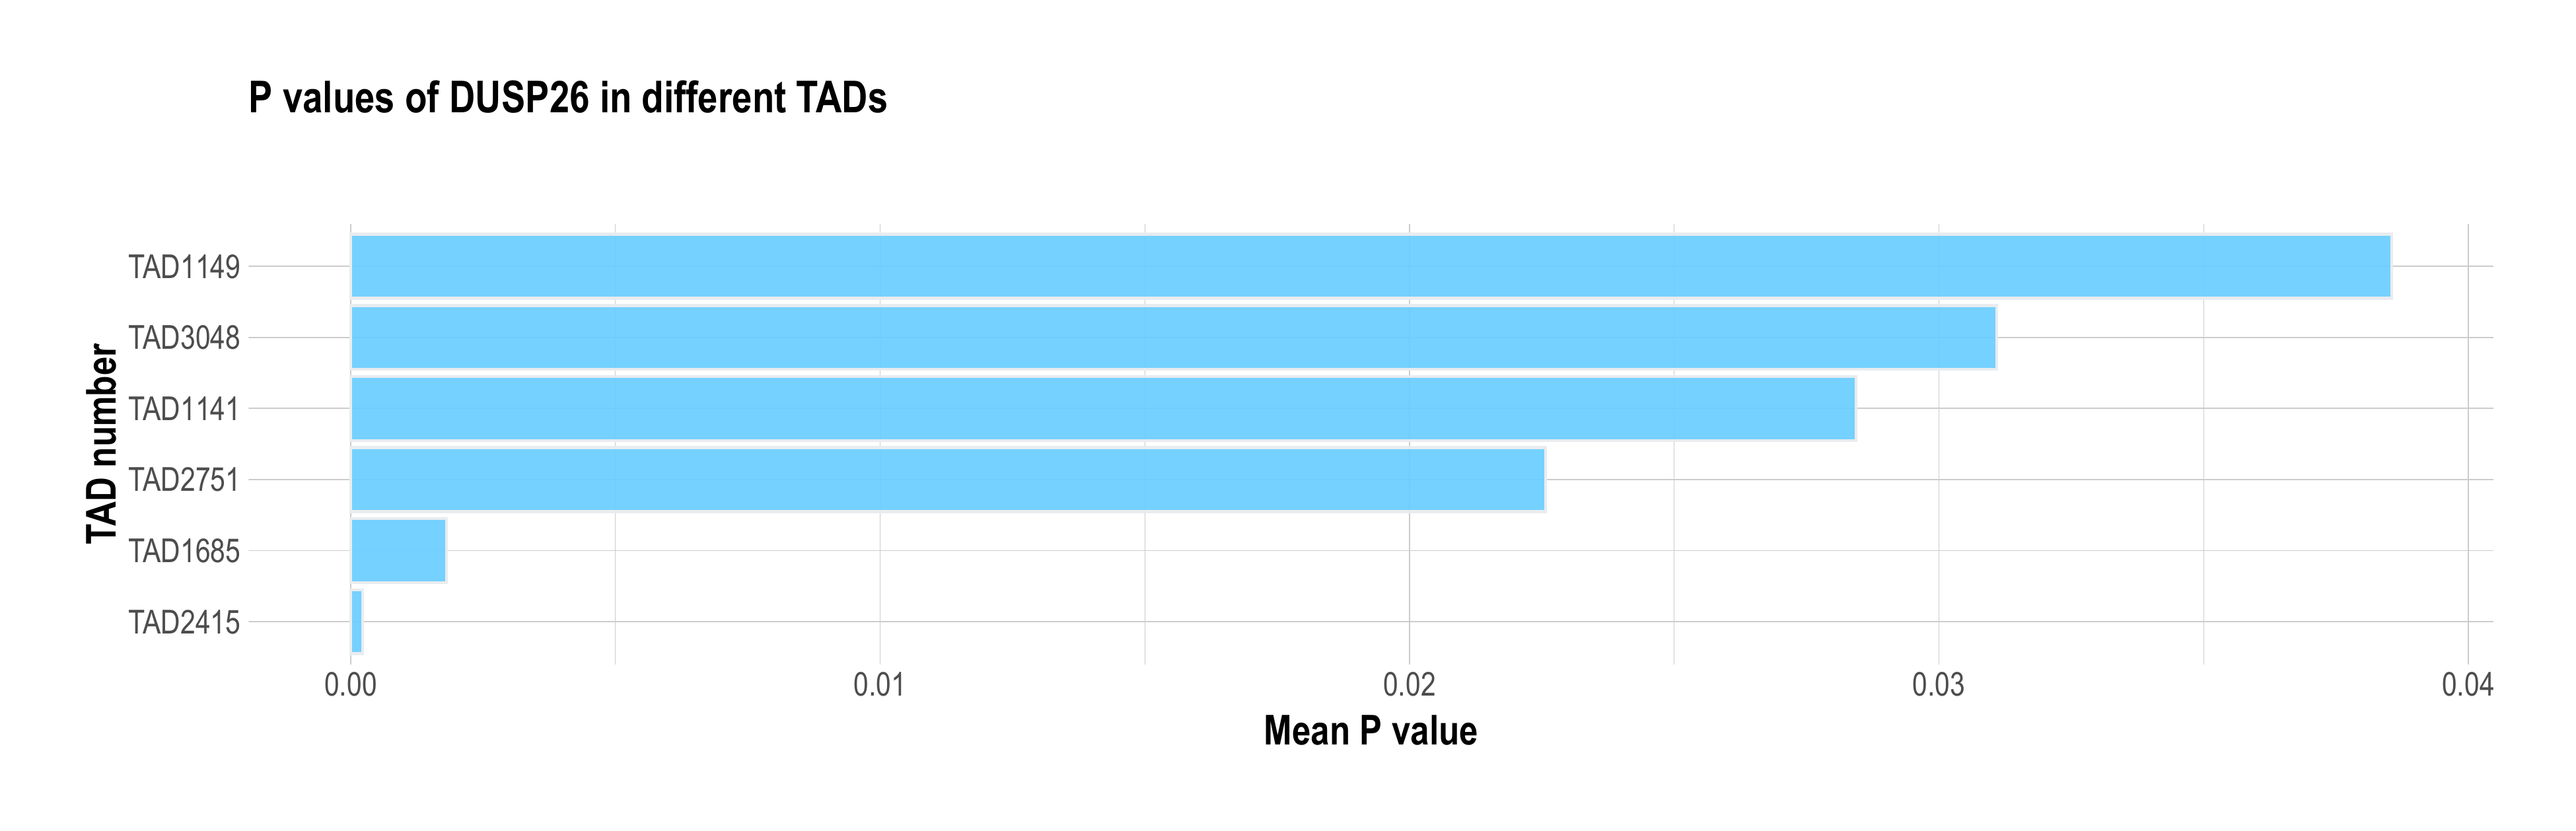 P values of DUSP26 in different TADs
TAD number
TAD1149
TAD3048
TAD1141
TAD2751
TAD1685
TAD2415
0.00 0.01 0.02 0.03 0.04
Mean P value